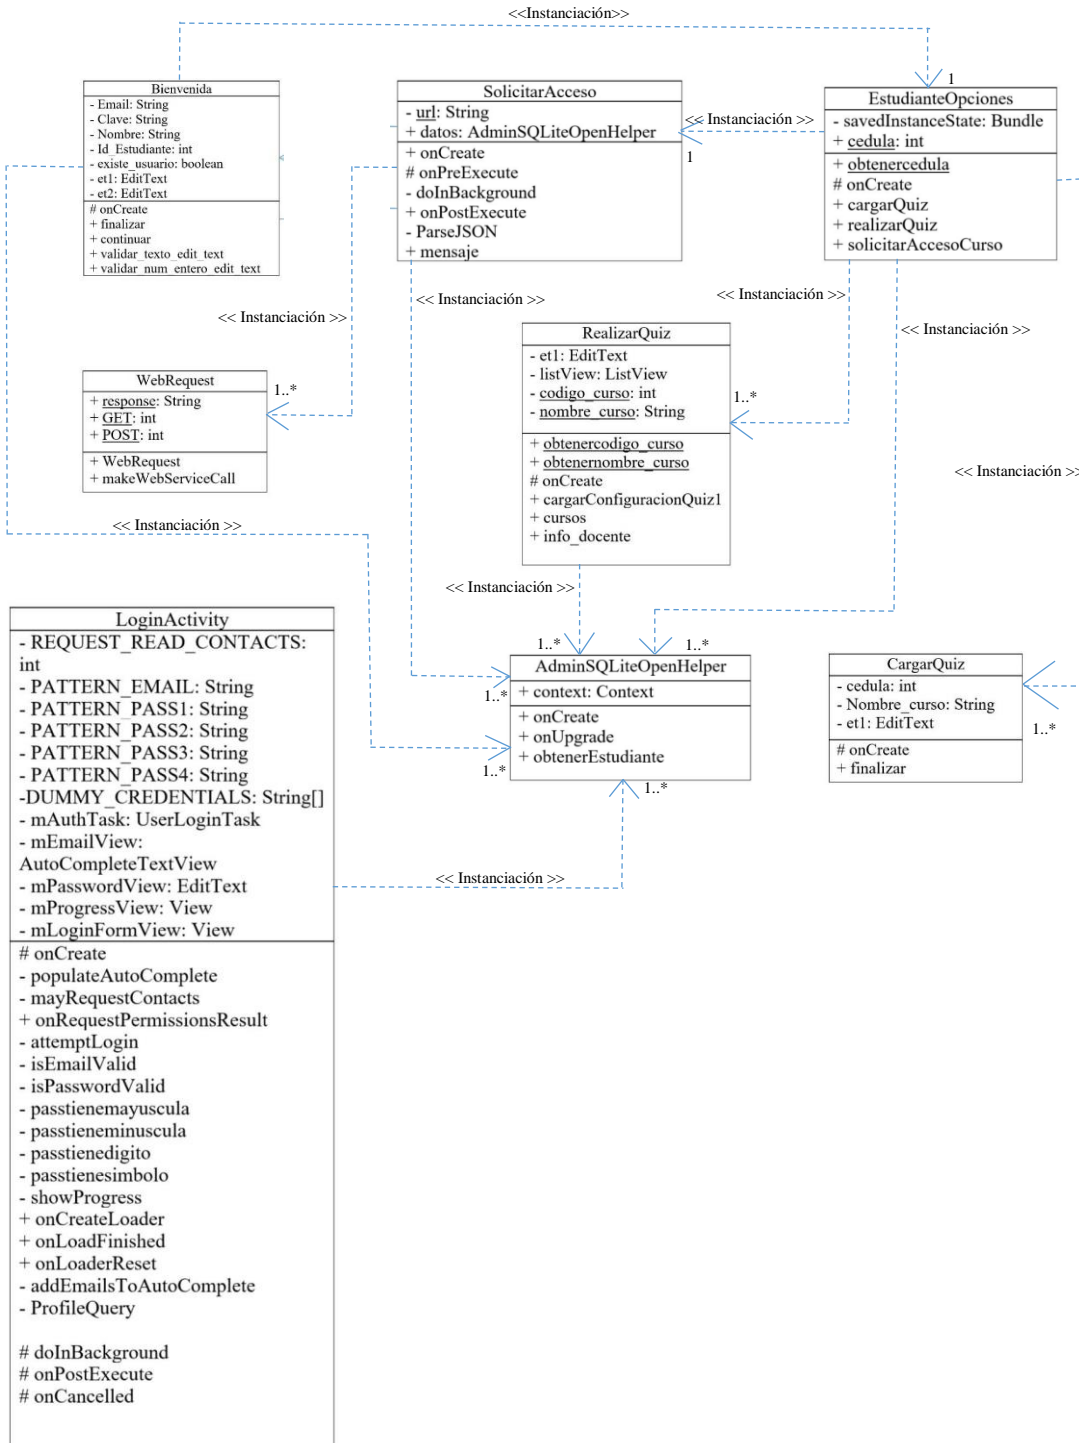 <<Instanciación>>
1
Bienvenida
- Email: String
- Clave: String
- Nombre: String
- Id_Estudiante: int
- existe_usuario: boolean
- et1: EditText
- et2: EditText
# onCreate
+ finalizar
+ continuar
+ validar_texto_edit_text
+ validar_num_entero_edit_text
SolicitarAcceso
- url: String
+ datos: AdminSQLiteOpenHelper
+ onCreate
# onPreExecute
- doInBackground
+ onPostExecute
- ParseJSON
+ mensaje
<< Instanciación >>
1
EstudianteOpciones
- savedInstanceState: Bundle
+ cedula: int
+ obtenercedula
# onCreate
+ cargarQuiz
+ realizarQuiz
+ solicitarAccesoCurso
<< Instanciación >>
<< Instanciación >>
<< Instanciación >>
<< Instanciación >>
WebRequest
+ response: String
+ GET: int
+ POST: int
+ WebRequest
+ makeWebServiceCall
1..*
RealizarQuiz
- et1: EditText
- listView: ListView
- codigo_curso: int
- nombre_curso: String
+ obtenercodigo_curso
+ obtenernombre_curso
# onCreate
+ cargarConfiguracionQuiz1
+ cursos
+ info_docente
1..*
<< Instanciación >>
<< Instanciación >>
<< Instanciación >>
1..*
1..*
LoginActivity
- REQUEST_READ_CONTACTS:
int
- PATTERN_EMAIL: String
- PATTERN_PASS1: String
- PATTERN_PASS2: String
- PATTERN_PASS3: String
- PATTERN_PASS4: String
-DUMMY_CREDENTIALS: String[]
- mAuthTask: UserLoginTask
- mEmailView:
AutoCompleteTextView
- mPasswordView: EditText
- mProgressView: View
- mLoginFormView: View
# onCreate
- populateAutoComplete
- mayRequestContacts
+ onRequestPermissionsResult
- attemptLogin
- isEmailValid
- isPasswordValid
- passtienemayuscula
- passtieneminuscula
- passtienedigito
- passtienesimbolo
- showProgress
+ onCreateLoader
+ onLoadFinished
+ onLoaderReset
- addEmailsToAutoComplete
- ProfileQuery
# doInBackground
# onPostExecute
# onCancelled
AdminSQLiteOpenHelper
+ context: Context
+ onCreate
+ onUpgrade
+ obtenerEstudiante
1..*
1..*
1..*
<< Instanciación >>
CargarQuiz
- cedula: int
- Nombre_curso: String
- et1: EditText
# onCreate
+ finalizar
1..*